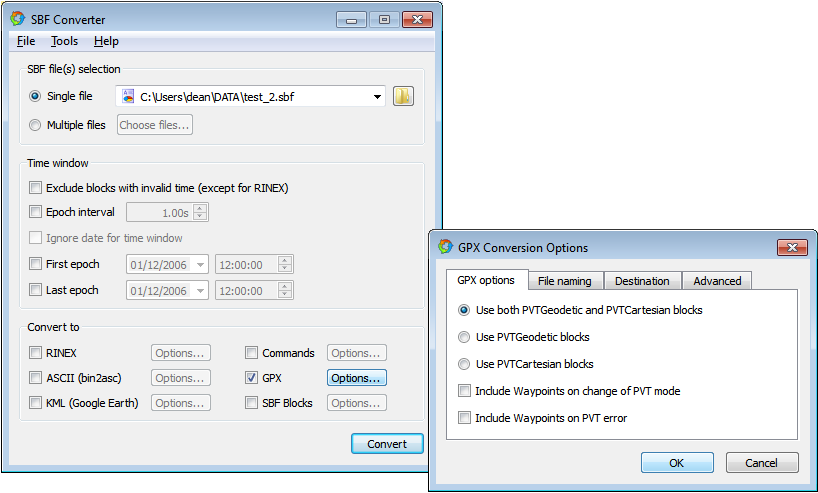 SBF Converter
File Tools Help
SBF file(s) selection
Single file C:\Users\dean\DATA\test_2.sbf
Multiple files Choose files...
Time window
Exclude blocks with invalid time (except for RINEX)
Epoch interval 1.00s
Ignore date for time window
First epoch 01/12/2006 12:00:00
Last epoch 01/12/2006 12:00:00
Convert to
RINEX Options... Commands Options...
ASCII (bin2asc) Options... GPX Options...
KML (Google Earth) Options... SBF Blocks Options...
Convert
GPX Conversion Options
GPX options File naming Destination Advanced
Use both PVTGeodetic and PVTCartesian blocks
Use PVTGeodetic blocks
Use PVTCartesian blocks
Include Waypoints on change of PVT mode
Include Waypoints on PVT error
OK Cancel